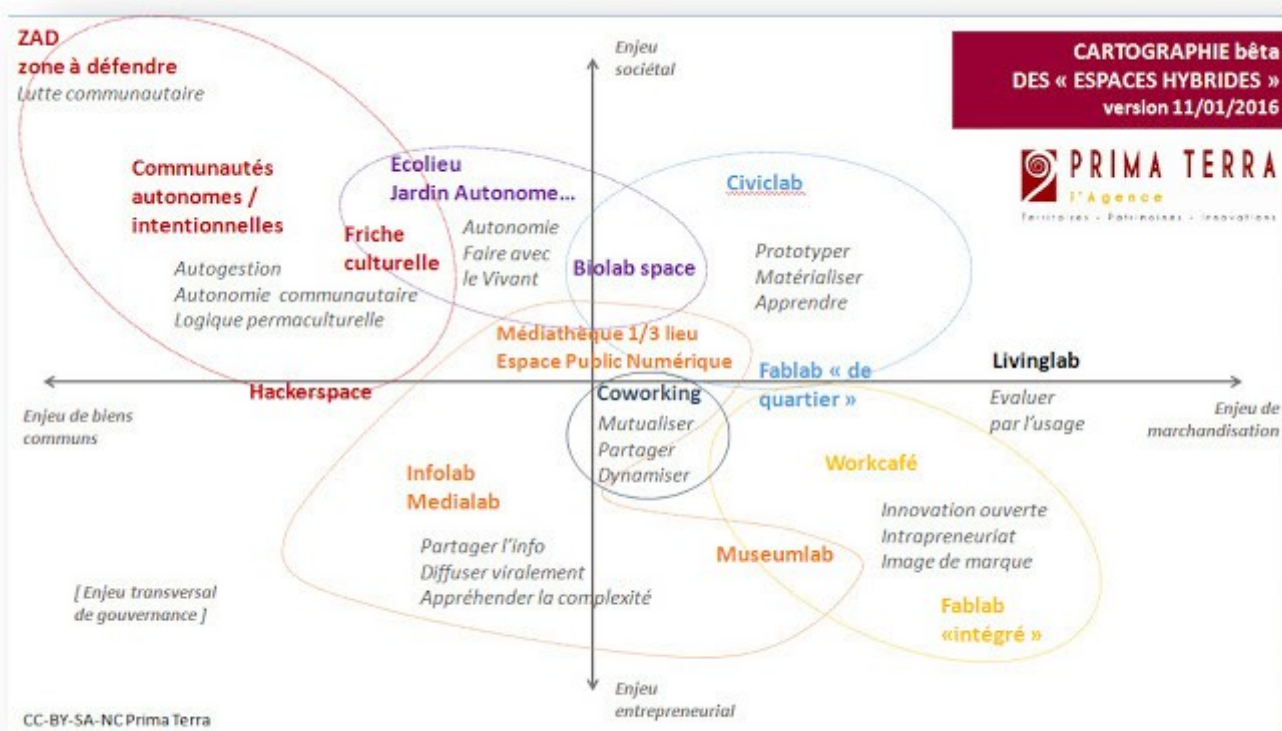 ZAD
zone à défendre
Lutte communautaire
Enjeu
sociétal
CARTOGRAPHIE bêta
DES « ESPACES HYBRIDES »
version 11/01/2016
PRIMA TERRA
l'Agence
Territoires - Patrimoines - Innovations
Communautés
autonomes /
intentionnelles
Autogestion
Autonomie communautaire
Logique permaculturelle
Ecolieu
Jardin Autonome...
Friche
culturelle
Autonomie
Faire avec
le Vivant
Biolab space
Civiclab
Prototyper
Matérialiser
Apprendre
Médiathèque 1/3 lieu
Espace Public Numérique
Hackerspace
Fablab « de
quartier »
Livinglab
Evaluer
par l'usage
Enjeu de biens
communs
Enjeu de
marchandisation
Coworking
Mutualiser
Partager
Dynamiser
Infolab
Medialab
Partager l'info
Diffuser viralement
Appréhender la complexité
Workcafé
Innovation ouverte
Intrapreneuriat
Image de marque
Museumlab
Fablab
«intégré »
[ Enjeu transversal
de gouvernance ]
Enjeu
entrepreneurial
CC-BY-SA-NC Prima Terra